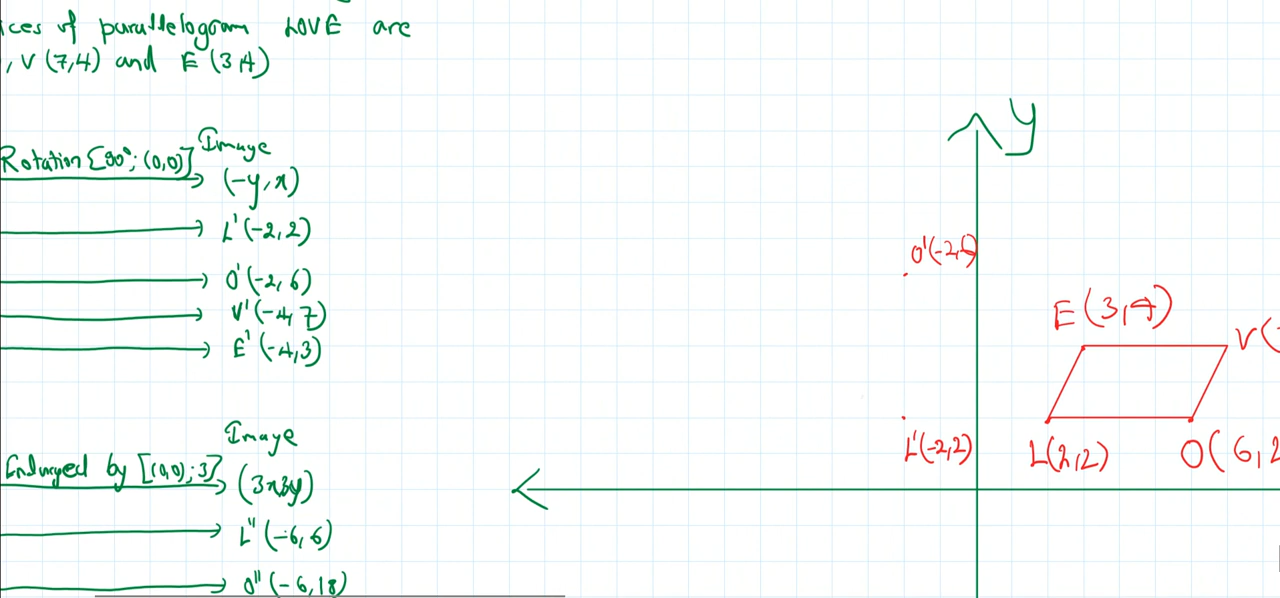 ices of parallelogram LOVE are
, V (7,4) and E (3,4)
Rotation [90°; (0,0)]
Image
(-y, x)
L'(-2,2)
O'(-2,6)
V'(-4,7)
E'(-4,3)
Image
Enlarged by [(0,0); 3]
(3x,3y)
L"(-6,6)
O"(-6,18)
y
O'(-2,6
E(3,4)
V(
L'(-2,2)
L(2,2)
O(6,2